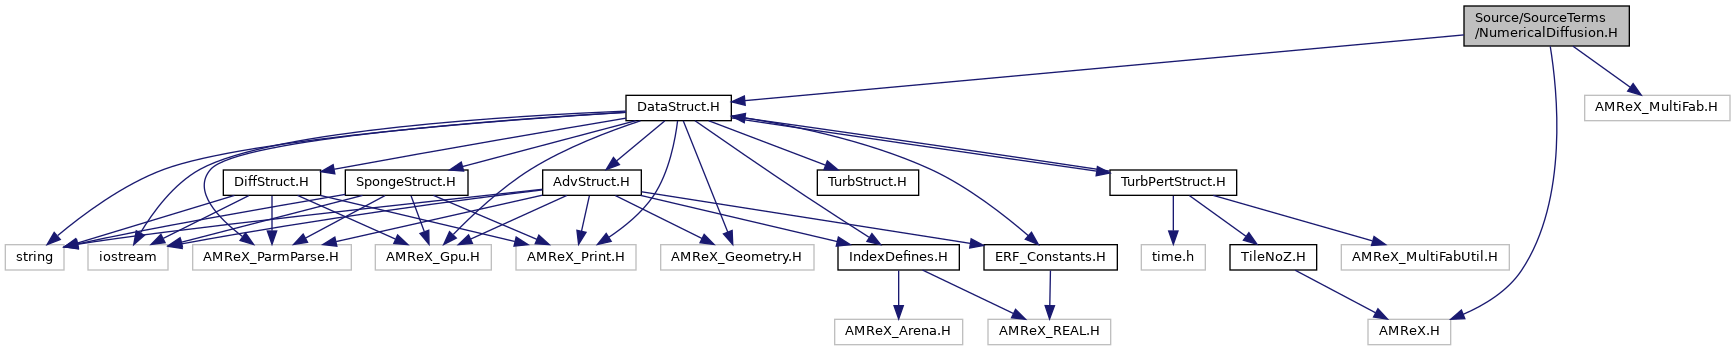 Source/SourceTerms
/NumericalDiffusion.H
DataStruct.H
AMReX_MultiFab.H
DiffStruct.H
SpongeStruct.H
AdvStruct.H
TurbStruct.H
TurbPertStruct.H
string
iostream
AMReX_ParmParse.H
AMReX_Gpu.H
AMReX_Print.H
AMReX_Geometry.H
IndexDefines.H
ERF_Constants.H
time.h
TileNoZ.H
AMReX_MultiFabUtil.H
AMReX_Arena.H
AMReX_REAL.H
AMReX.H